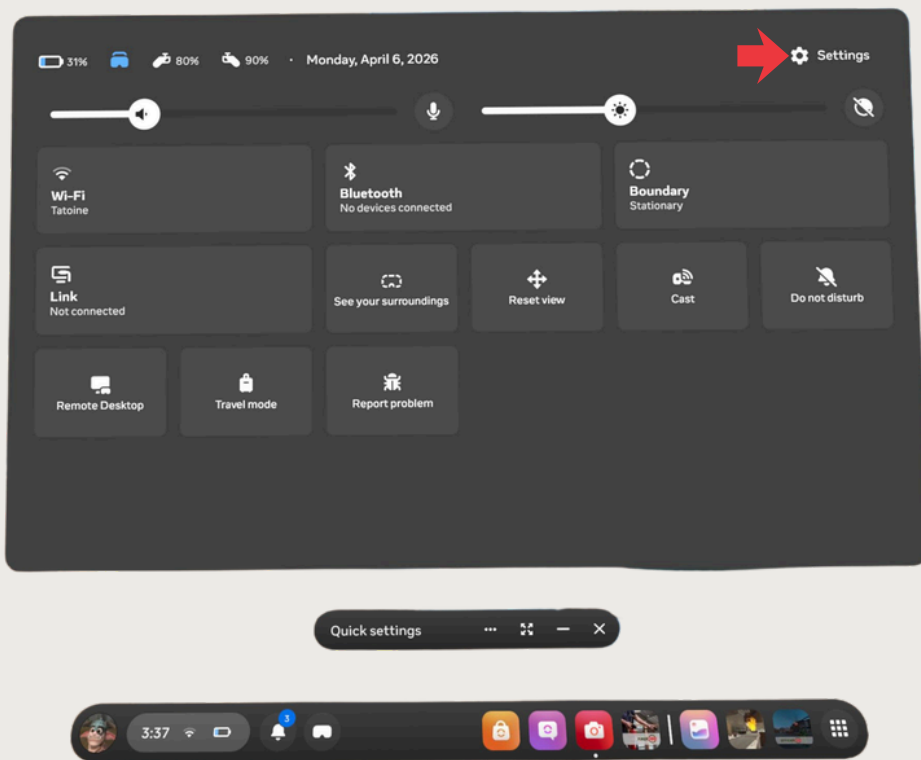 31%
80%
90%
· Monday, April 6, 2026
Settings
Wi-Fi
Tatoine
Bluetooth
No devices connected
Boundary
Stationary
Link
Not connected
See your surroundings
Reset view
Cast
Do not disturb
Remote Desktop
Travel mode
Report problem
Quick settings
3:37
3